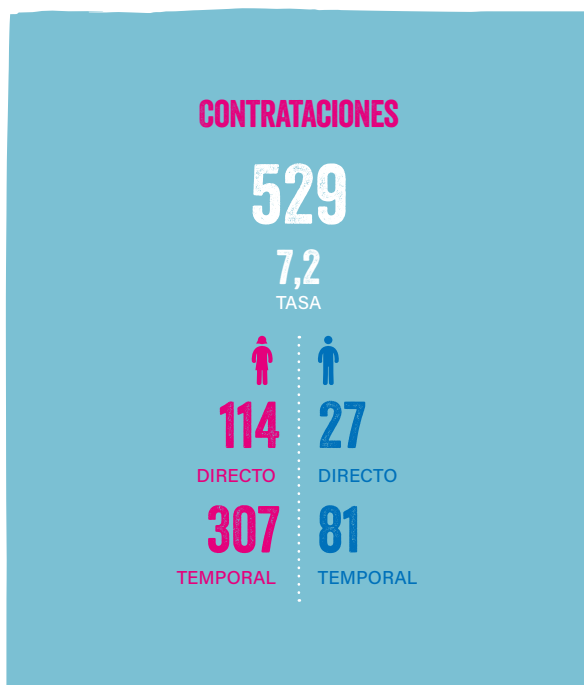 CONTRATACIONES
529
7,2
TASA
114
DIRECTO
307
TEMPORAL
27
DIRECTO
81
TEMPORAL